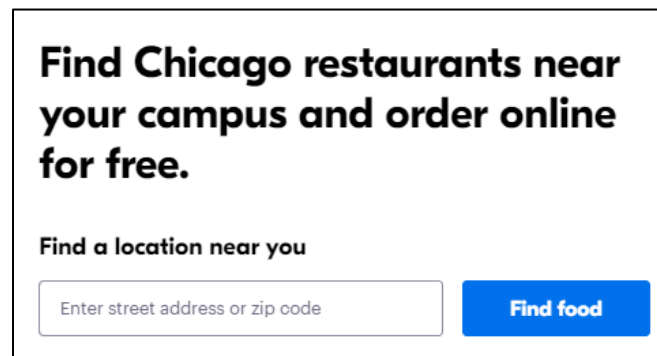 Find Chicago restaurants near
your campus and order online
for free.
Find a location near you
Enter street address or zip code
Find food